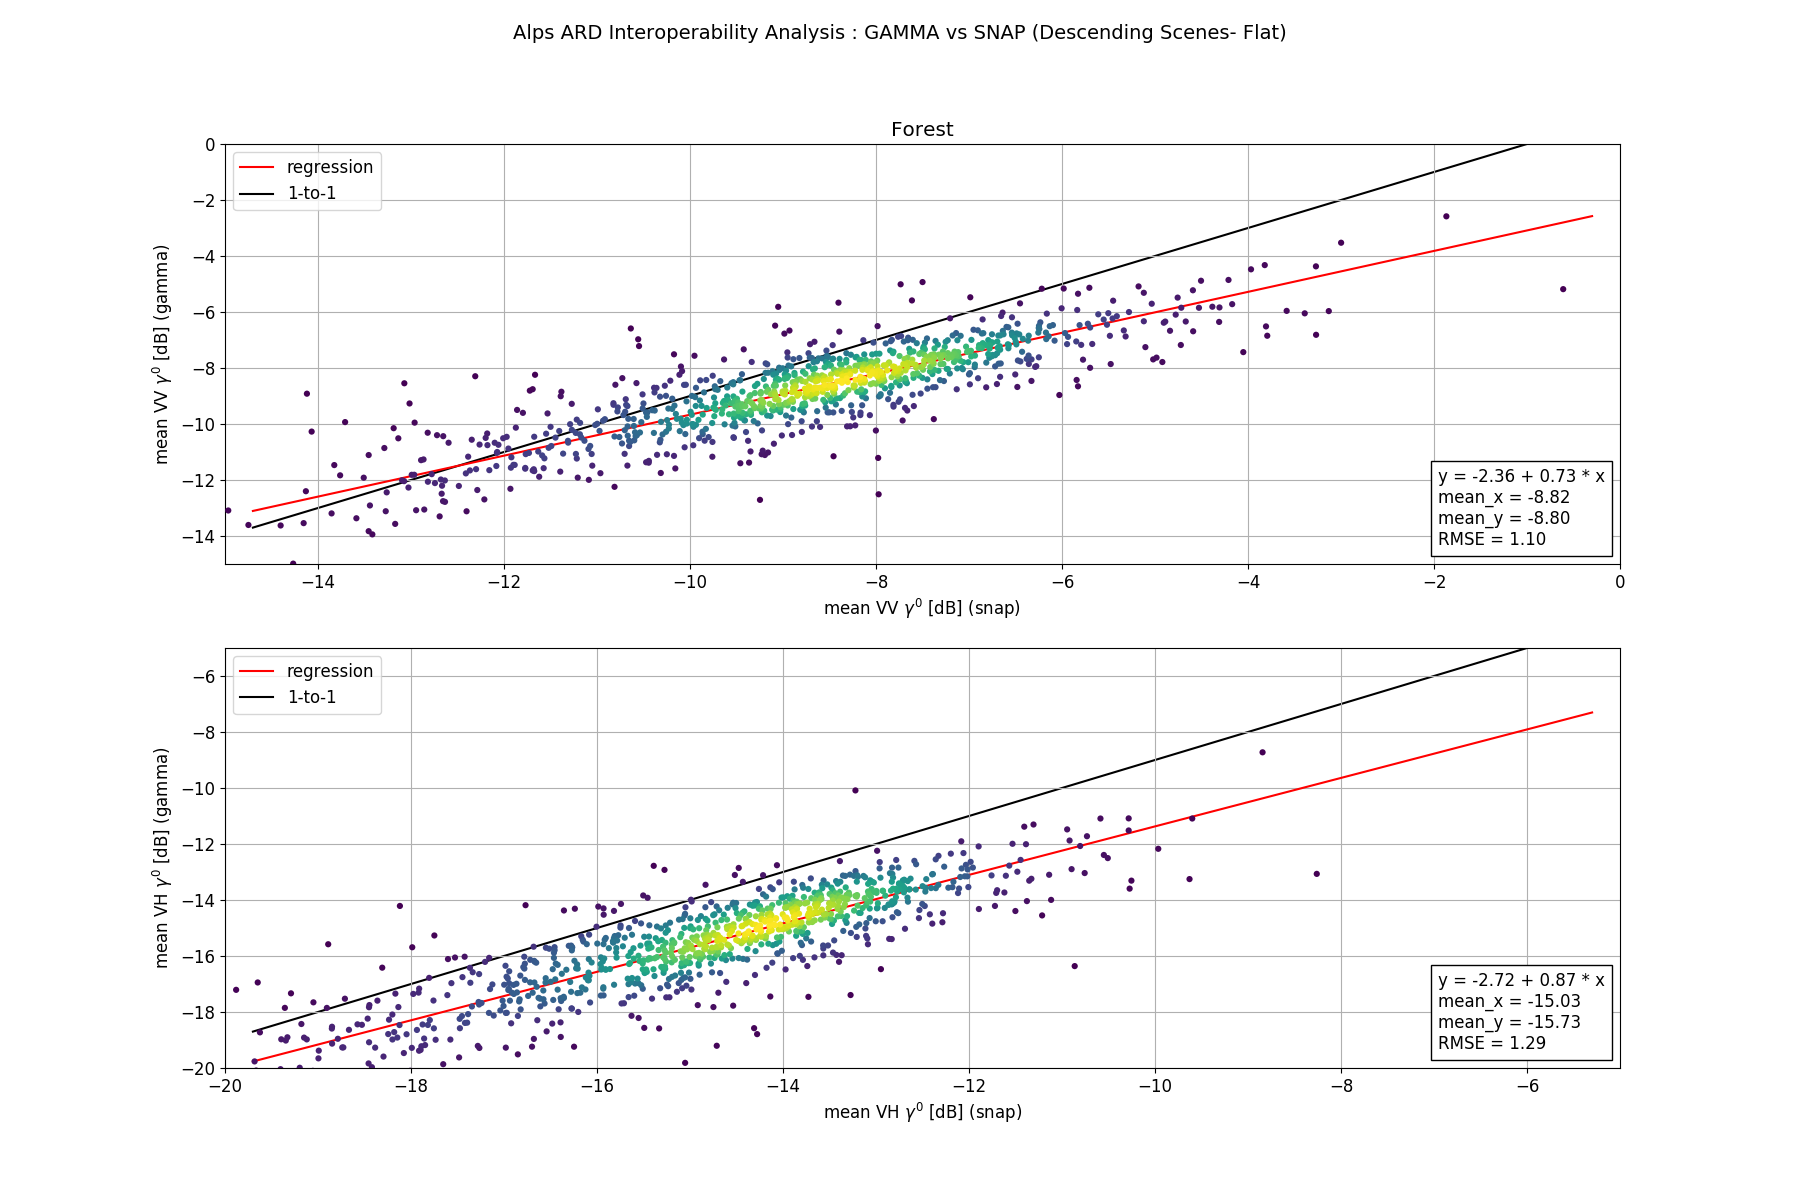 Alps ARD Interoperability Analysis : GAMMA vs SNAP (Descending Scenes- Flat)
Forest
regression
1-to-1
0
−2
−4
−6
−8
−10
−12
−14
mean VV γ⁰ [dB] (gamma)
y = -2.36 + 0.73 * x
mean_x = -8.82
mean_y = -8.80
RMSE = 1.10
−14 −12 −10 −8 −6 −4 −2 0
mean VV γ⁰ [dB] (snap)
regression
1-to-1
−6
−8
−10
−12
−14
−16
−18
−20
mean VH γ⁰ [dB] (gamma)
y = -2.72 + 0.87 * x
mean_x = -15.03
mean_y = -15.73
RMSE = 1.29
−20 −18 −16 −14 −12 −10 −8 −6
mean VH γ⁰ [dB] (snap)